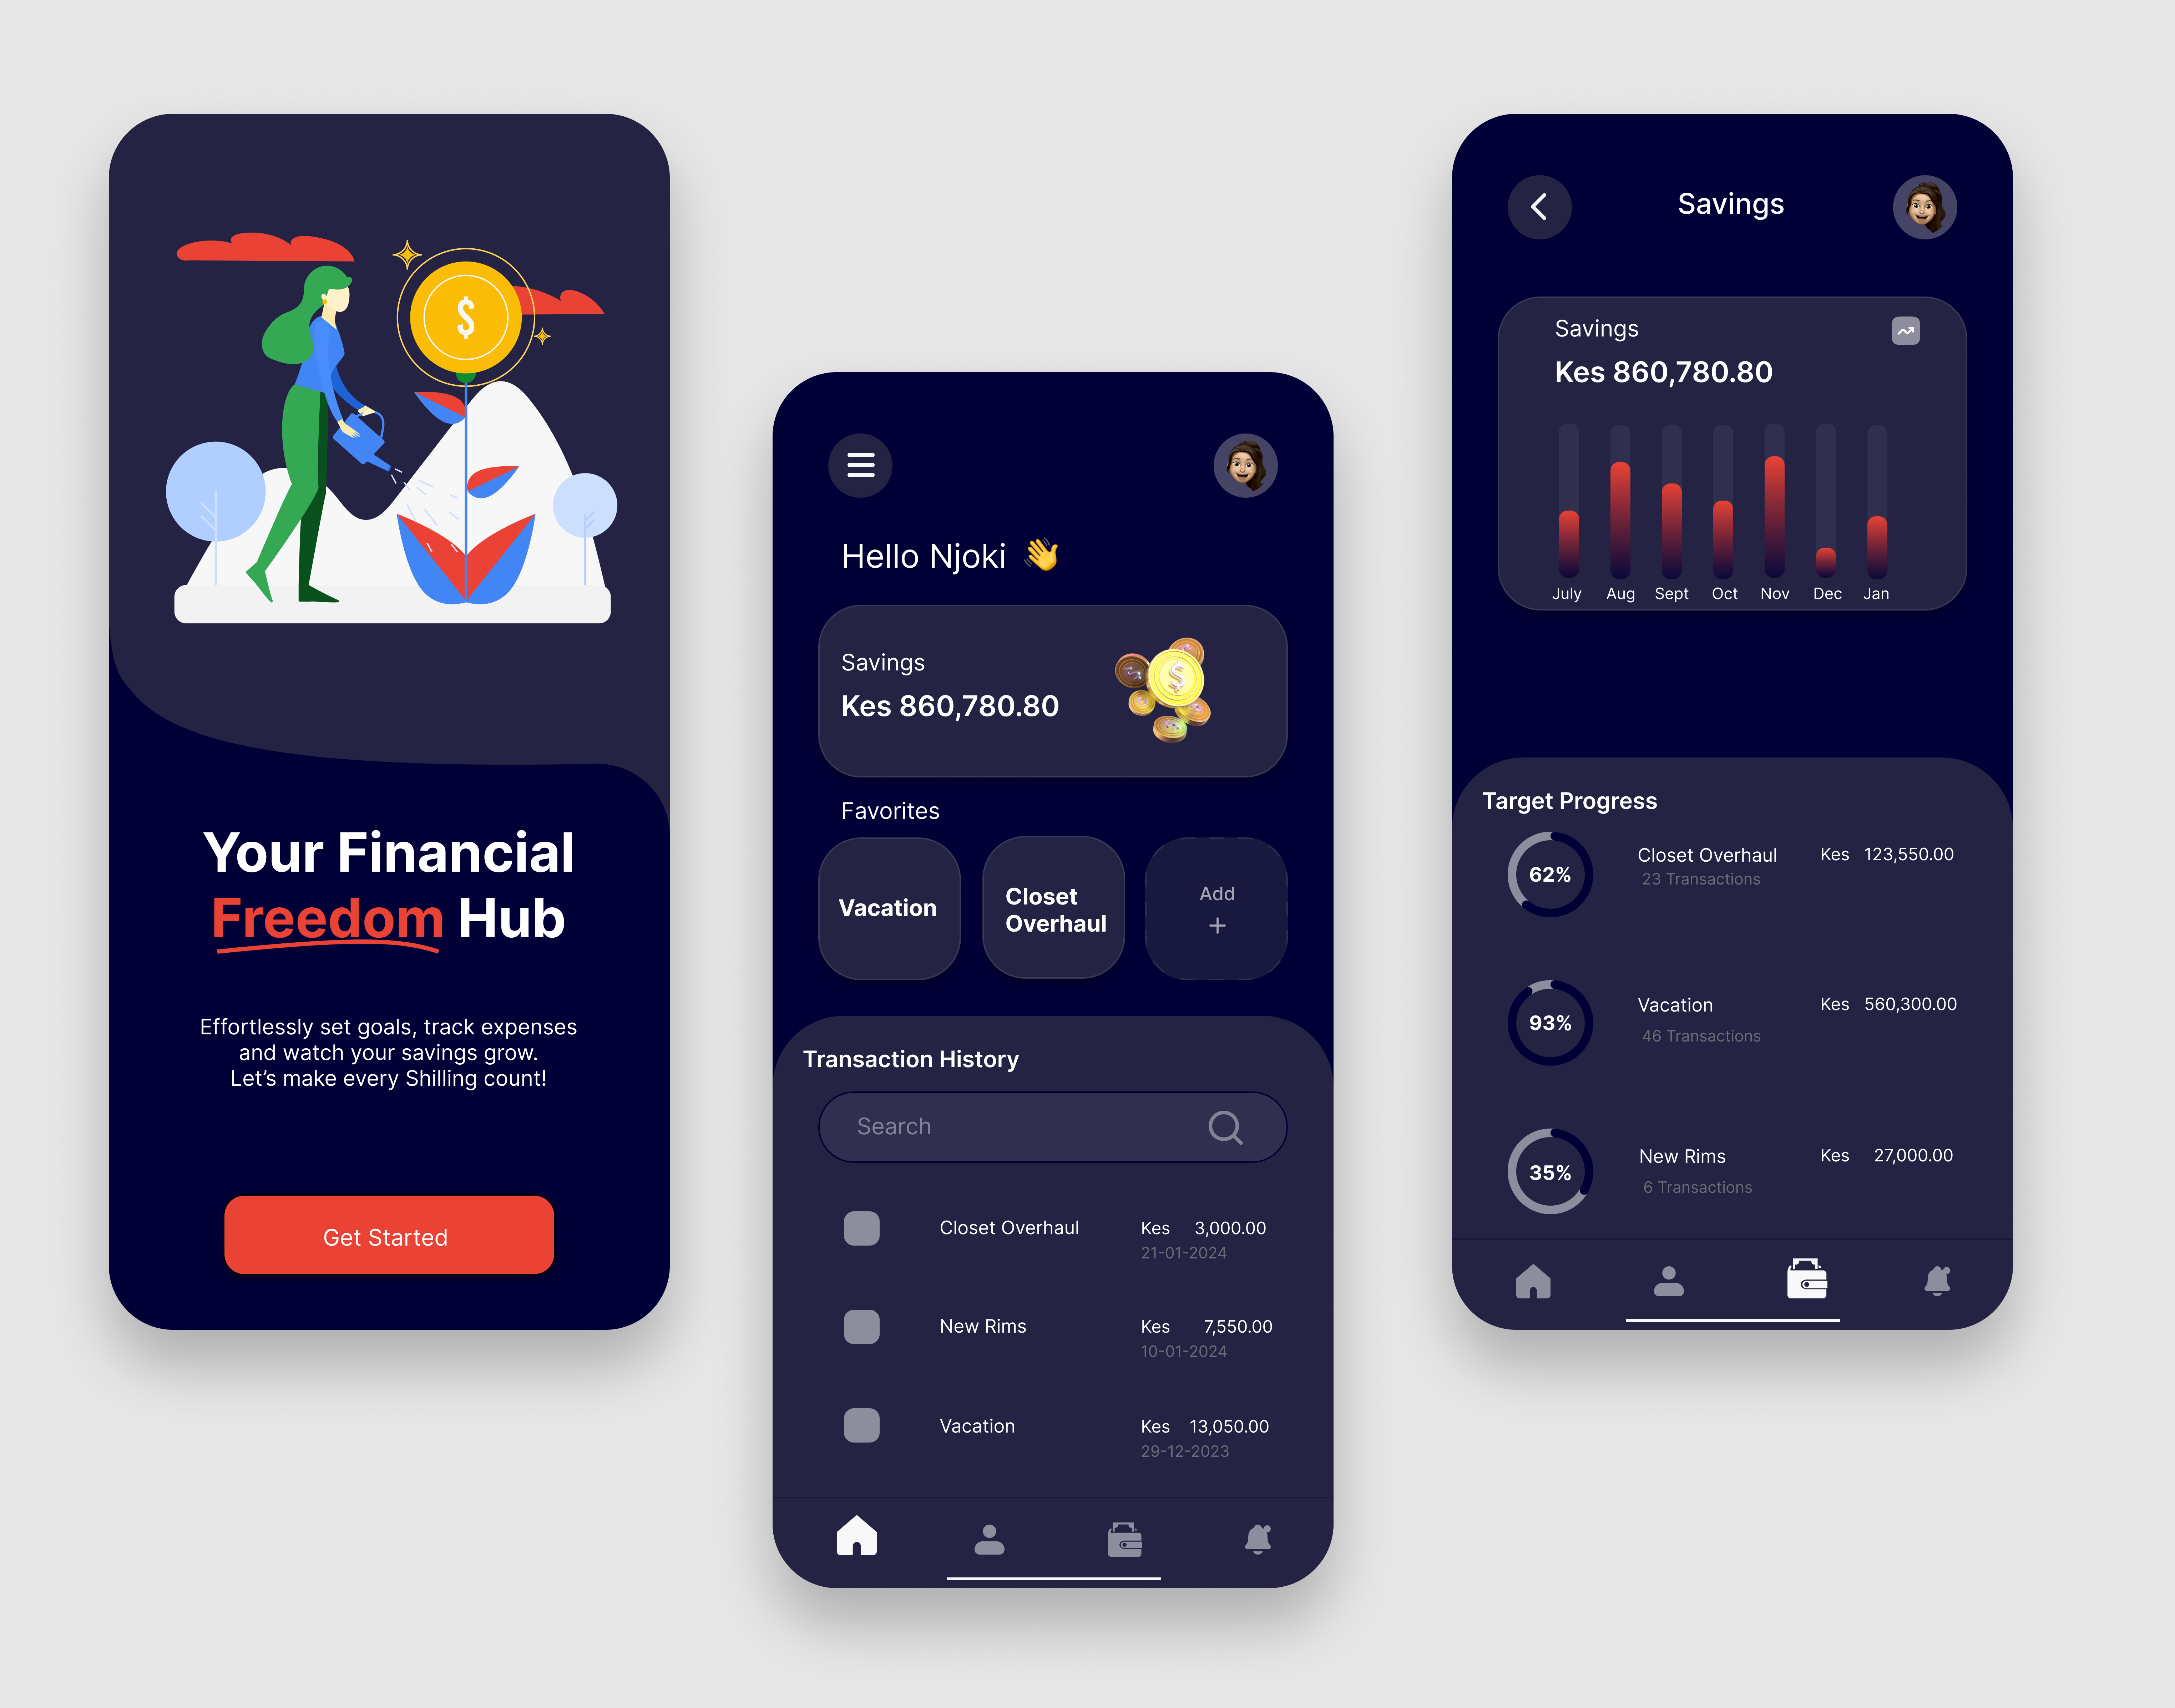 $
Your Financial
Freedom Hub
Effortlessly set goals, track expenses
and watch your savings grow.
Let’s make every Shilling count!
Get Started
Hello Njoki 👋
Savings
Kes 860,780.80
$
Favorites
Vacation
Closet
Overhaul
Add
+
Transaction History
Search
Closet Overhaul Kes 3,000.00
21-01-2024
New Rims Kes 7,550.00
10-01-2024
Vacation Kes 13,050.00
29-12-2023
Savings
Savings
Kes 860,780.80
July Aug Sept Oct Nov Dec Jan
Target Progress
62% Closet Overhaul Kes 123,550.00
23 Transactions
93% Vacation Kes 560,300.00
46 Transactions
35% New Rims Kes 27,000.00
6 Transactions